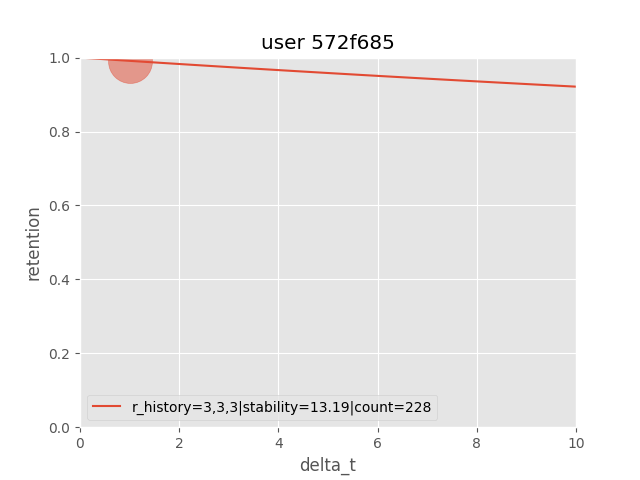 user 572f685
1.0
0.8
0.6
0.4
0.2
0.0
retention
r_history=3,3,3|stability=13.19|count=228
0 2 4 6 8 10
delta_t